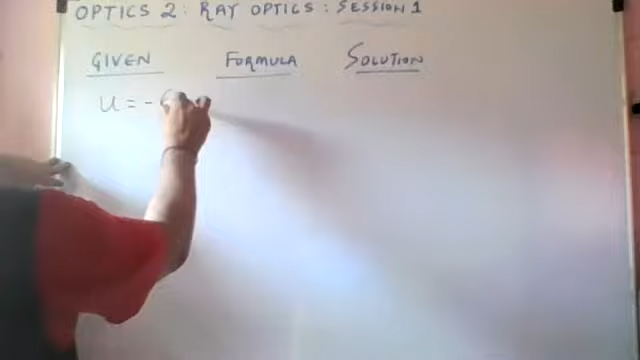 OPTICS 2: RAY OPTICS: SESSION 1
GIVEN FORMULA SOLUTION
U = -